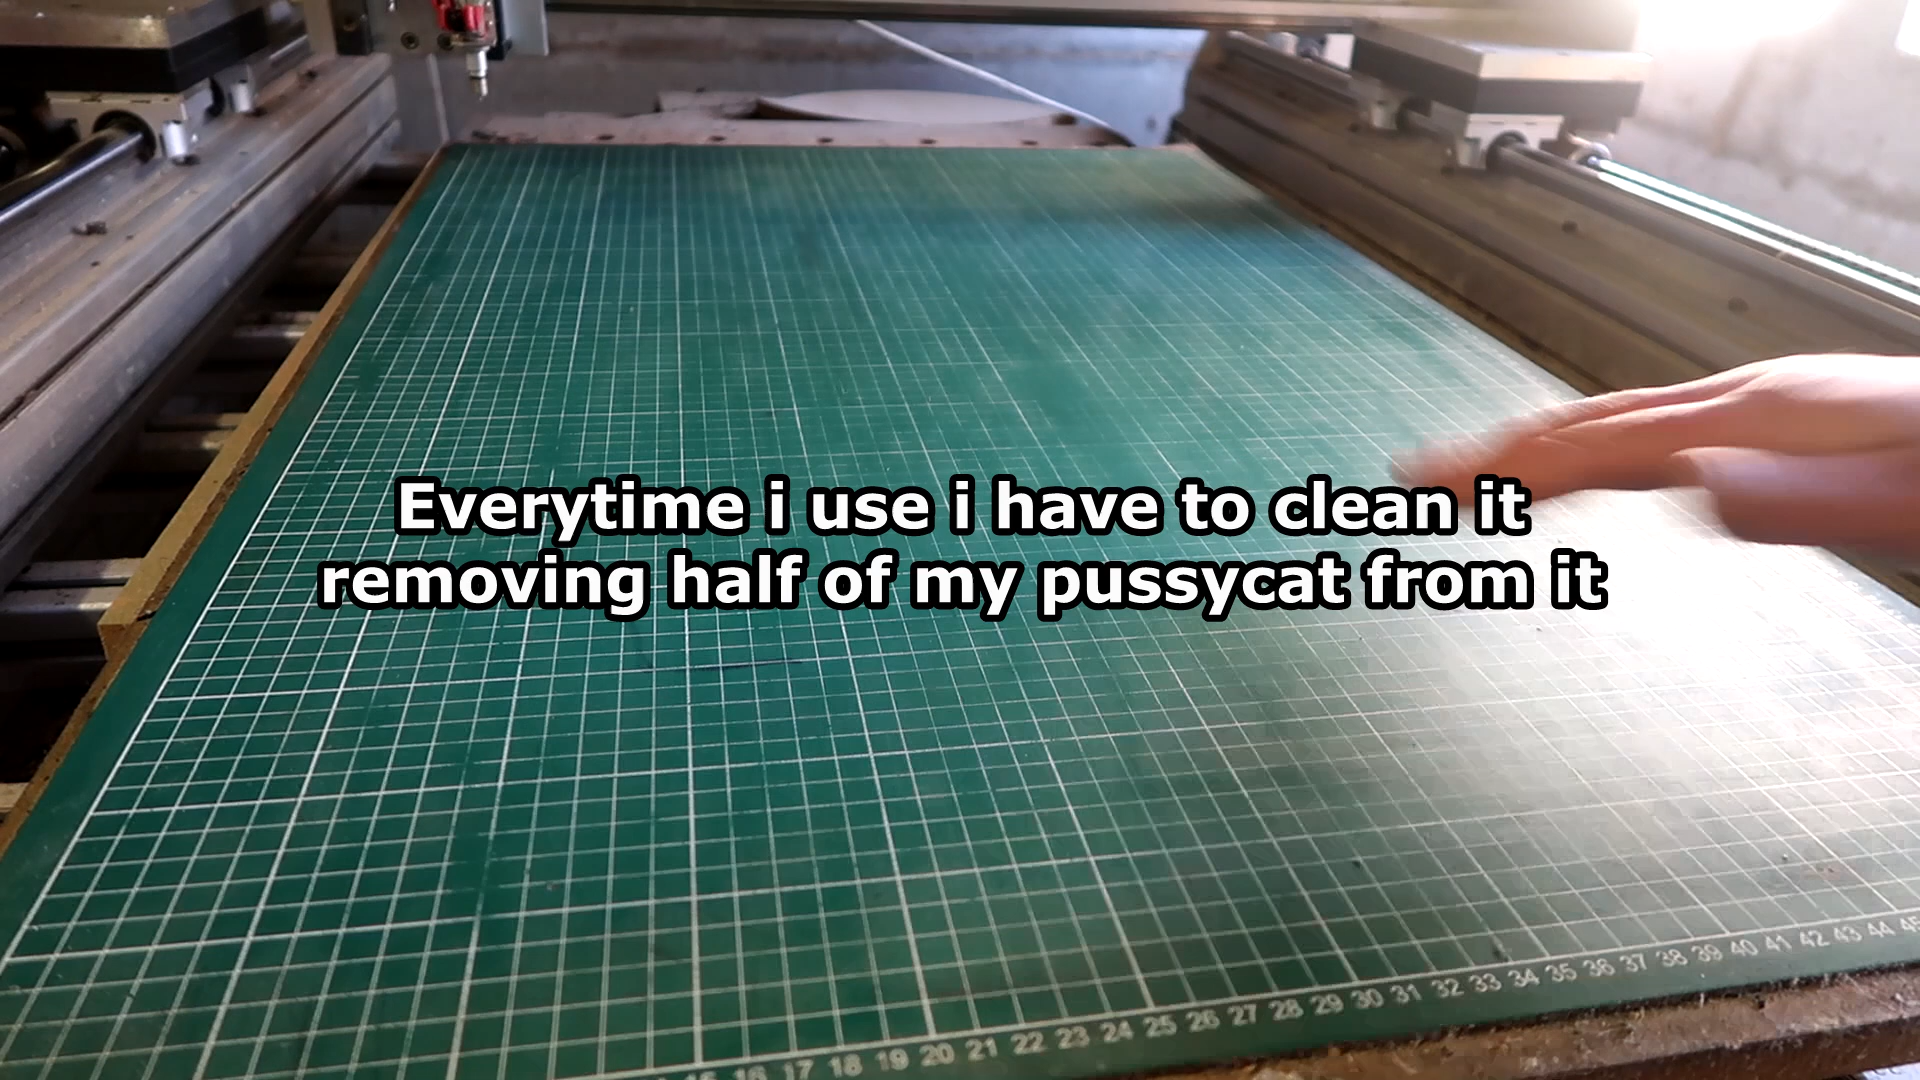 Everytime i use i have to clean it
removing half of my pussycat from it
16 17 18 19 20 21 22 23 24 25 26 27 28 29 30 31 32 33 34 35 36 37 38 39 40 41 42 43 44 45